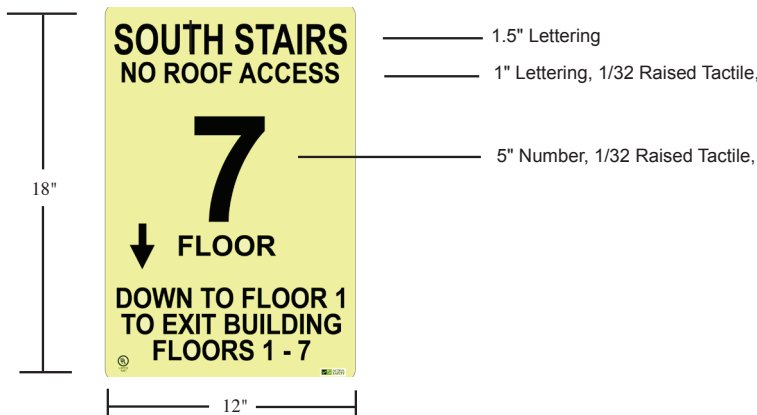 SOUTH STAIRS
NO ROOF ACCESS
7
FLOOR
DOWN TO FLOOR 1
TO EXIT BUILDING
FLOORS 1 - 7
1.5" Lettering
1" Lettering, 1/32 Raised Tactile,
5" Number, 1/32 Raised Tactile,
18"
12"